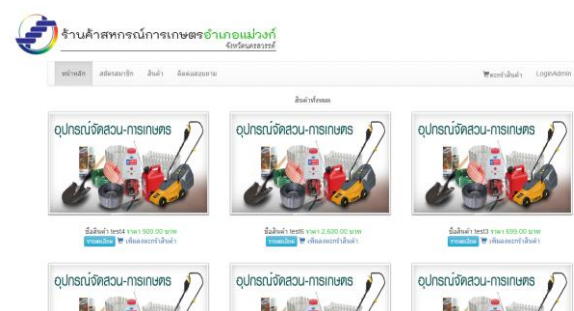 ร้านค้าสหกรณ์การเกษตรอำเภอแม่วงก์
จังหวัดนครสวรรค์
หน้าหลัก สมัครสมาชิก สินค้า ติดต่อสอบถาม ตะกร้าสินค้า LoginAdmin
สินค้าทั้งหมด
อุปกรณ์จัดสวน-การเกษตร อุปกรณ์จัดสวน-การเกษตร อุปกรณ์จัดสวน-การเกษตร
ชื่อสินค้า test4 ราคา 900.00 บาท ชื่อสินค้า test6 ราคา 2,600.00 บาท ชื่อสินค้า test3 ราคา 699.00 บาท
รายละเอียด เพิ่มลงตะกร้าสินค้า รายละเอียด เพิ่มลงตะกร้าสินค้า รายละเอียด เพิ่มลงตะกร้าสินค้า
อุปกรณ์จัดสวน-การเกษตร อุปกรณ์จัดสวน-การเกษตร อุปกรณ์จัดสวน-การเกษตร